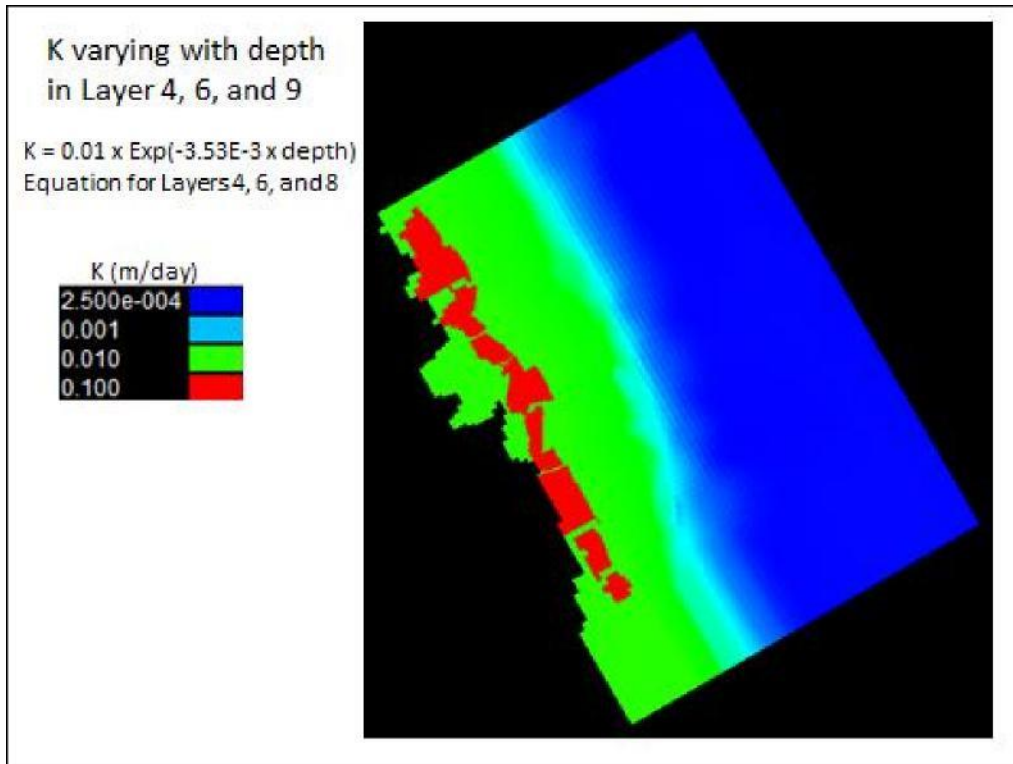 K varying with depth
in Layer 4, 6, and 9
K = 0.01 x Exp(-3.53E-3 x depth)
Equation for Layers 4, 6, and 8
K (m/day)
2.500e-004
0.001
0.010
0.100